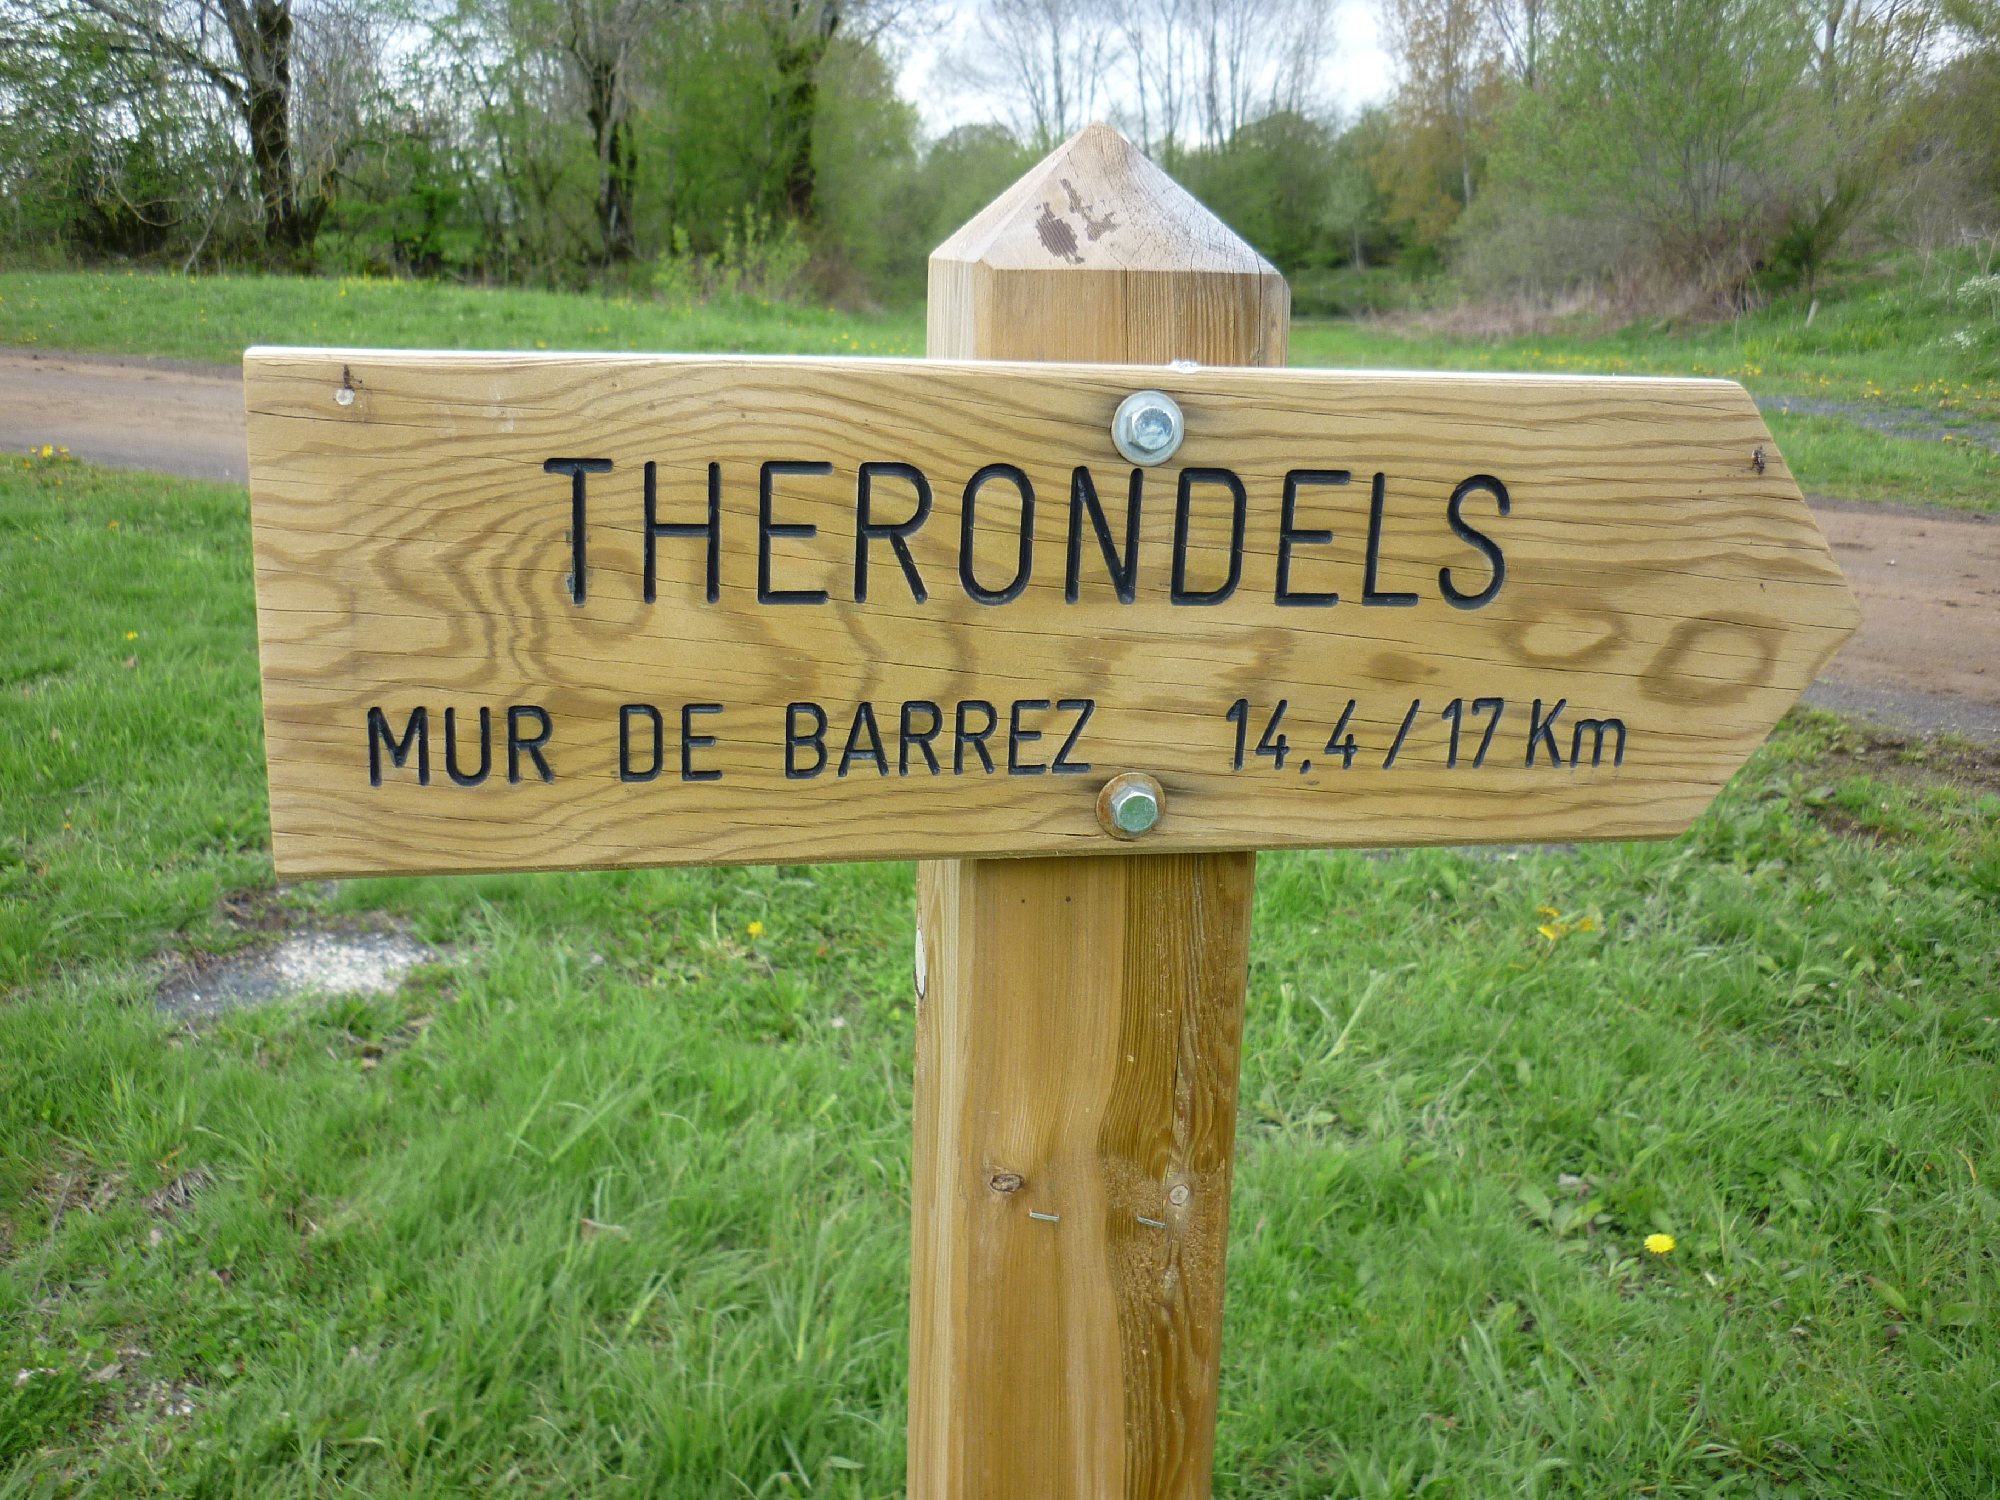 THERONDELS
MUR DE BARREZ 14,4/17 Km